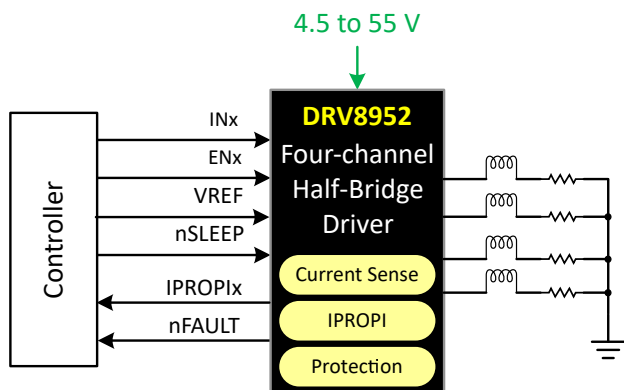 4.5 to 55 V
DRV8952
Four-channel
Half-Bridge
Driver
Current Sense
IPROPI
Protection
Controller
INx
ENx
VREF
nSLEEP
IPROPIx
nFAULT